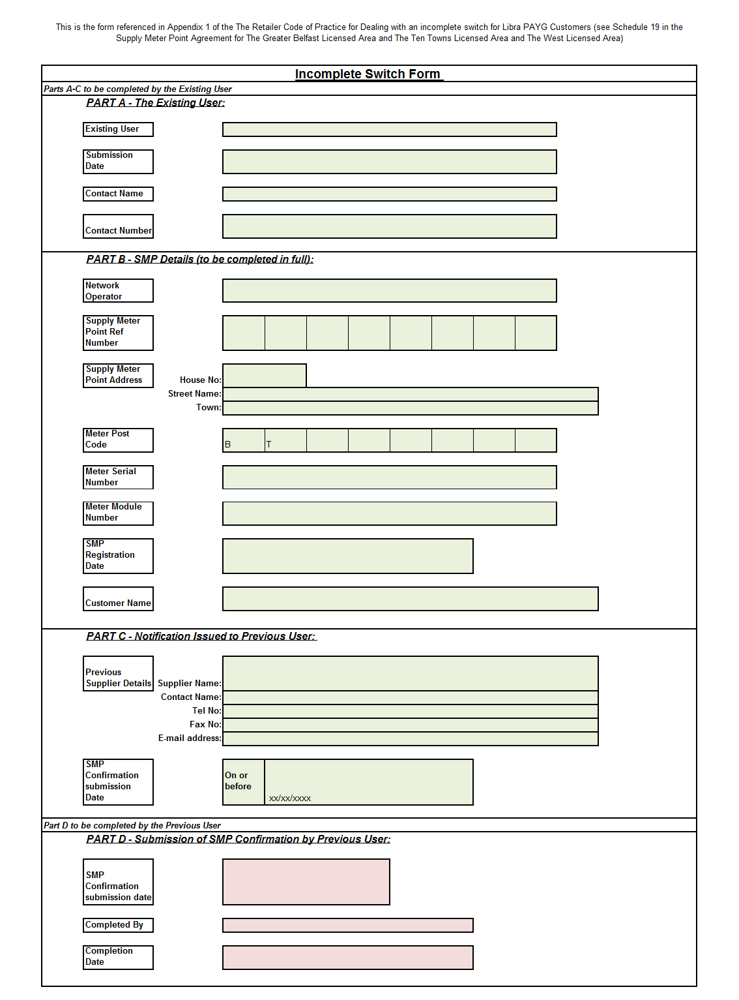 This is the form referenced in Appendix 1 of the The Retailer Code of Practice for Dealing with an incomplete switch for Libra PAYG Customers (see Schedule 19 in the
Supply Meter Point Agreement for The Greater Belfast Licensed Area and The Ten Towns Licensed Area and The West Licensed Area)
Incomplete Switch Form
Parts A-C to be completed by the Existing User
PART A - The Existing User:
Existing User
Submission
Date
Contact Name
Contact Number
PART B - SMP Details (to be completed in full):
Network
Operator
Supply Meter
Point Ref
Number
Supply Meter
Point Address
House No:
Street Name:
Town:
Meter Post
Code
B T
Meter Serial
Number
Meter Module
Number
SMP
Registration
Date
Customer Name
PART C - Notification Issued to Previous User:
Previous
Supplier Details
Supplier Name:
Contact Name:
Tel No:
Fax No:
E-mail address:
SMP
Confirmation
submission
Date
On or
before
xx/xx/xxxx
Part D to be completed by the Previous User
PART D - Submission of SMP Confirmation by Previous User:
SMP
Confirmation
submission date
Completed By
Completion
Date